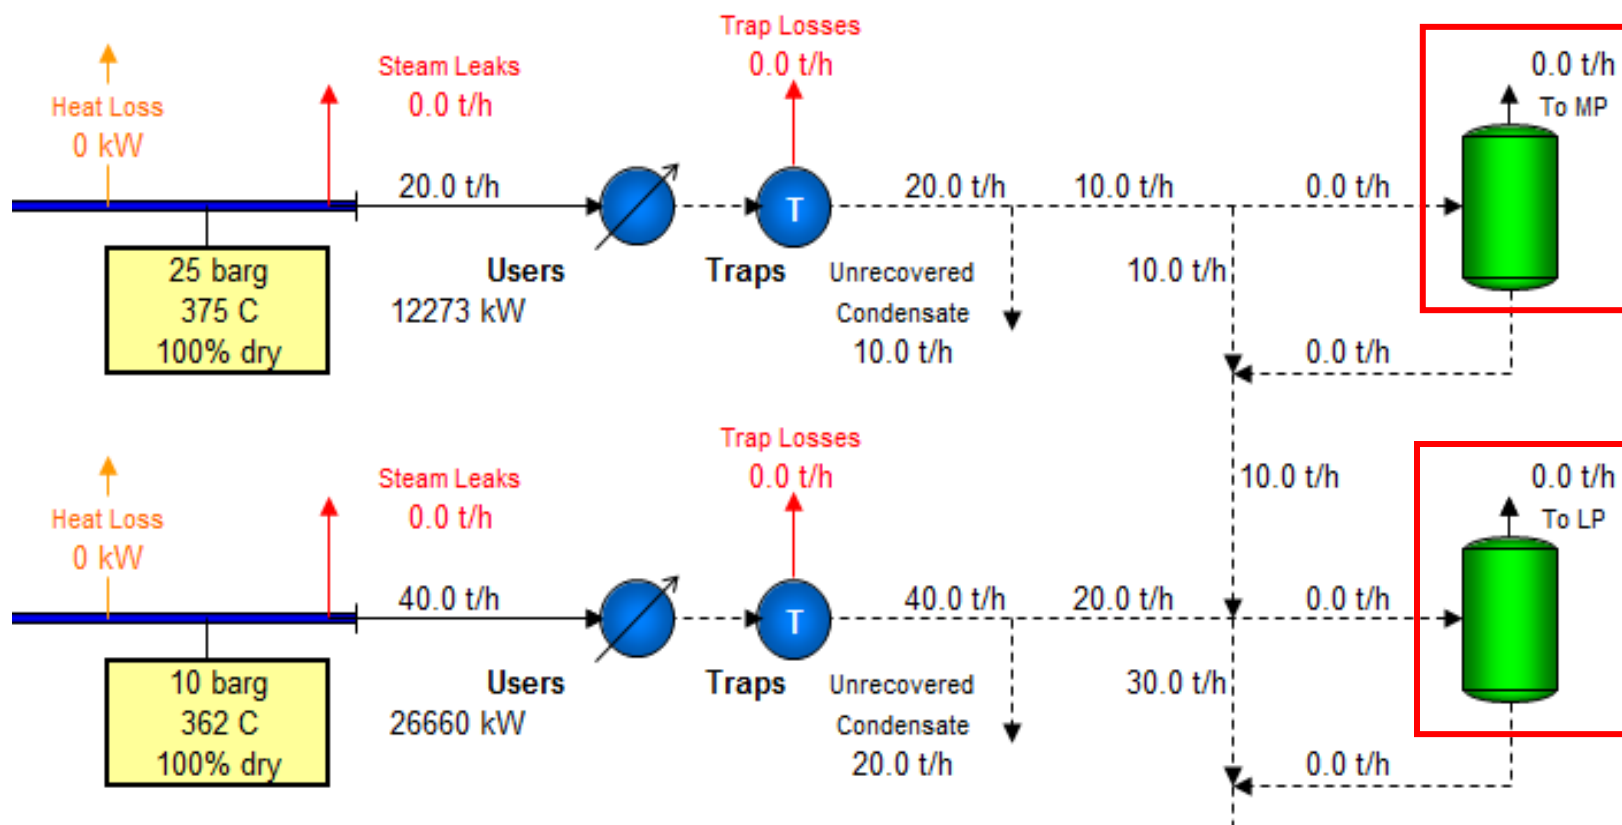 Trap Losses
0.0 t/h
0.0 t/h
To MP
Steam Leaks
0.0 t/h
Heat Loss
0 kW
20.0 t/h
T
20.0 t/h
10.0 t/h
0.0 t/h
25 barg
375 C
100% dry
Users
12273 kW
Traps
Unrecovered
Condensate
10.0 t/h
10.0 t/h
0.0 t/h
Trap Losses
0.0 t/h
10.0 t/h
0.0 t/h
To LP
Steam Leaks
0.0 t/h
Heat Loss
0 kW
40.0 t/h
T
40.0 t/h
20.0 t/h
0.0 t/h
10 barg
362 C
100% dry
Users
26660 kW
Traps
Unrecovered
Condensate
20.0 t/h
30.0 t/h
0.0 t/h